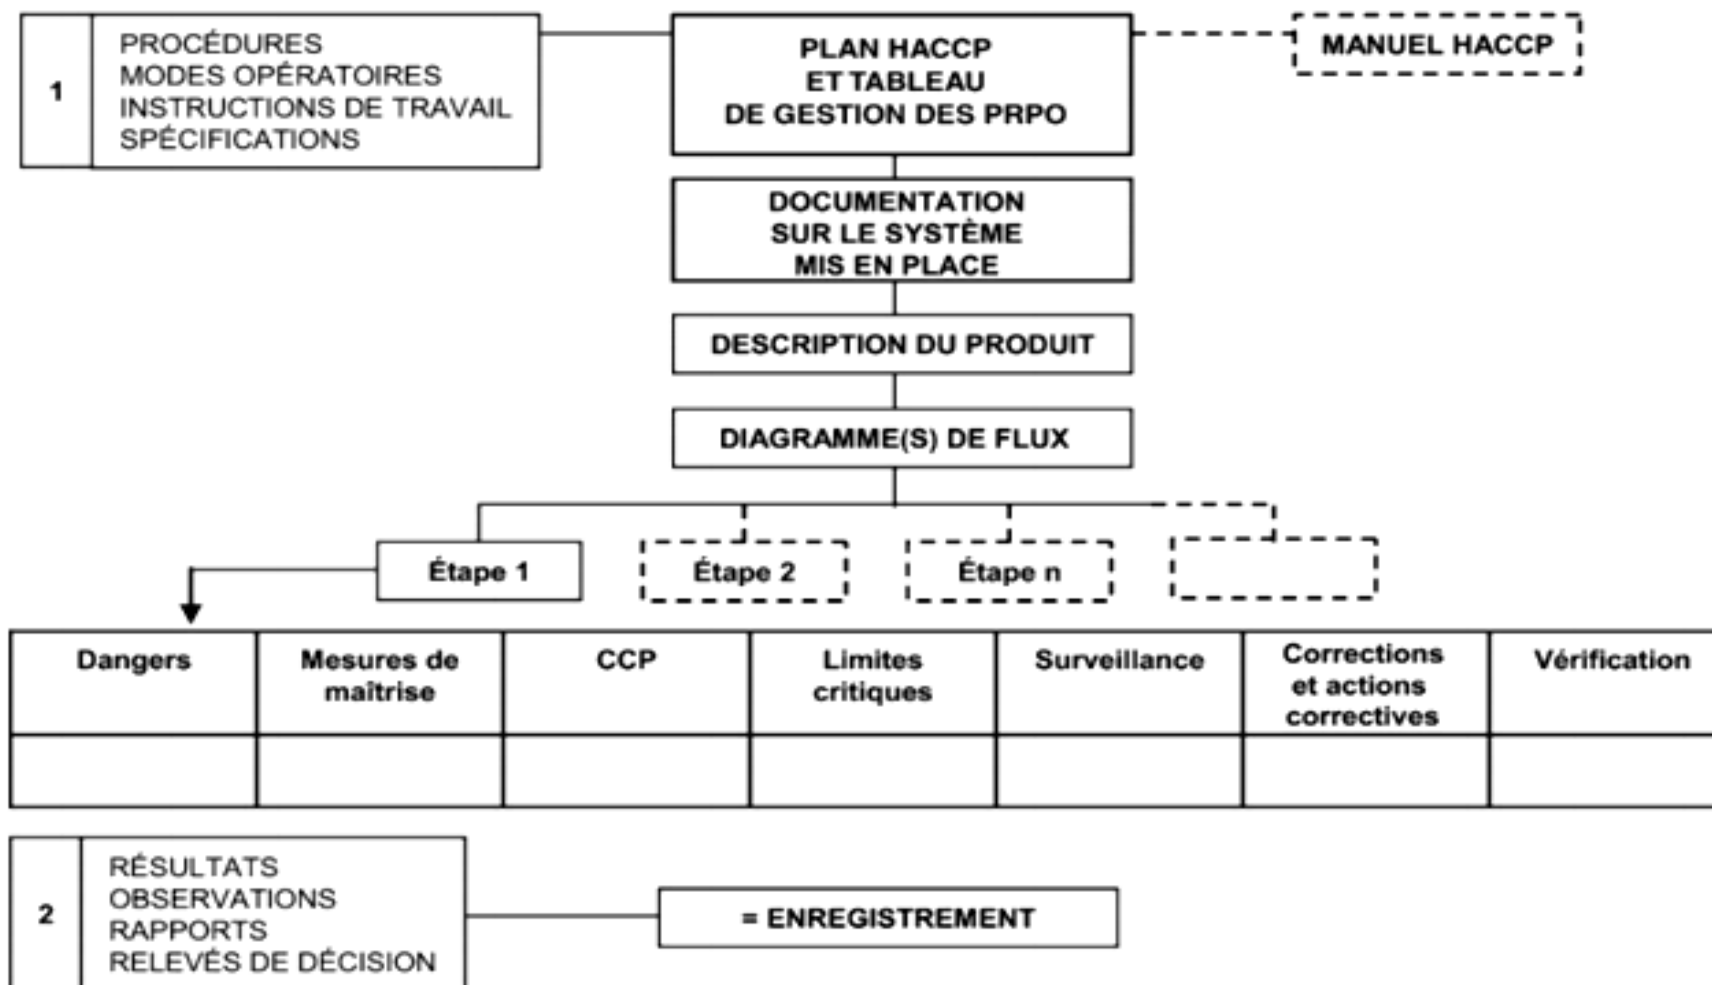 1
PROCÉDURES
MODES OPÉRATOIRES
INSTRUCTIONS DE TRAVAIL
SPÉCIFICATIONS
PLAN HACCP
ET TABLEAU
DE GESTION DES PRPO
MANUEL HACCP
DOCUMENTATION
SUR LE SYSTÈME
MIS EN PLACE
DESCRIPTION DU PRODUIT
DIAGRAMME(S) DE FLUX
Étape 1
Étape 2
Étape n
Dangers
Mesures de
maîtrise
CCP
Limites
critiques
Surveillance
Corrections
et actions
correctives
Vérification
2
RÉSULTATS
OBSERVATIONS
RAPPORTS
RELEVÉS DE DÉCISION
= ENREGISTREMENT